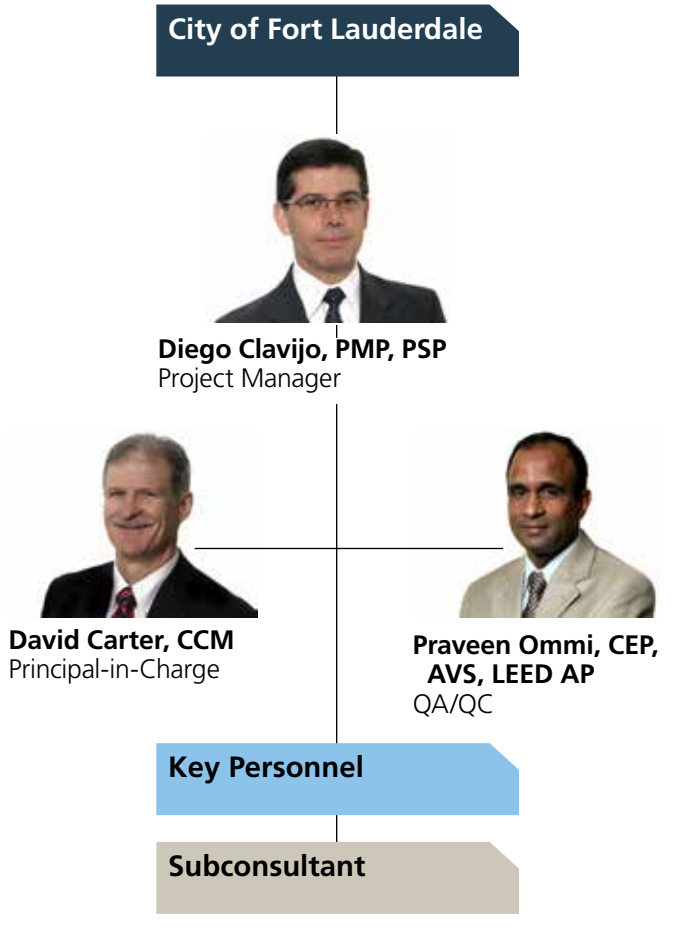 City of Fort Lauderdale
Diego Clavijo, PMP, PSP
Project Manager
David Carter, CCM
Principal-in-Charge
Praveen Ommi, CEP,
AVS, LEED AP
QA/QC
Key Personnel
Subconsultant